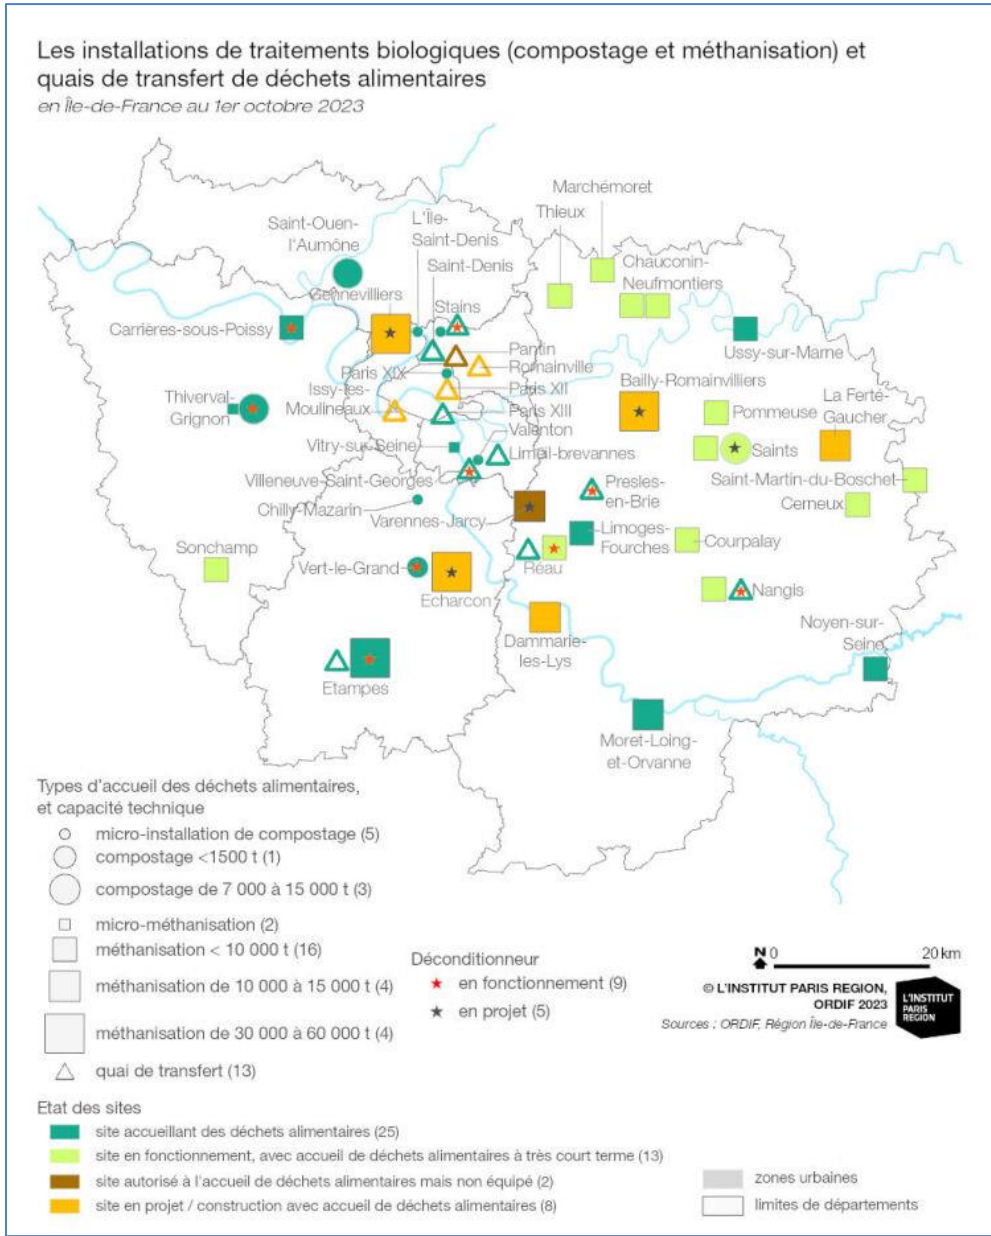 Les installations de traitements biologiques (compostage et méthanisation) et
quais de transfert de déchets alimentaires
en Île-de-France au 1er octobre 2023
Marchémoret
Thieux
L'Île-
Saint-Denis
Saint-Ouen-
l'Aumône
Saint-Denis
Chauconin-
Neufmontiers
Gennevilliers
Stains
Carrières-sous-Poissy
Ussy-sur-Marne
Pantin
Romainville
Paris XIX
Bailly-Romainvilliers
Issy-les-
Moulineaux
Paris XII
La Ferté-
Gaucher
Thiverval-
Grignon
Paris XIII
Pommeuse
Valenton
Vitry-sur-Seine
Limeil-brevannes
Saints
Villeneuve-Saint-Georges
Saint-Martin-du-Boschet
Presles-
en-Brie
Cerneux
Chilly-Mazarin
Varennes-Jarcy
Limoges-
Fourches
Courpalay
Sonchamp
Vert-le-Grand
Réau
Echarcon
Nangis
Noyen-sur-
Seine
Dammarie-
les-Lys
Etampes
Moret-Loing-
et-Orvanne
Types d'accueil des déchets alimentaires,
et capacité technique
micro-installation de compostage (5)
compostage <1500 t (1)
compostage de 7 000 à 15 000 t (3)
micro-méthanisation (2)
méthanisation < 10 000 t (16)
méthanisation de 10 000 à 15 000 t (4)
méthanisation de 30 000 à 60 000 t (4)
quai de transfert (13)
Déconditionneur
en fonctionnement (9)
en projet (5)
N 0 20 km
© L'INSTITUT PARIS REGION,
ORDIF 2023
Sources : ORDIF, Région Île-de-France
L'INSTITUT
PARIS
REGION
Etat des sites
site accueillant des déchets alimentaires (25)
site en fonctionnement, avec accueil de déchets alimentaires à très court terme (13)
site autorisé à l'accueil de déchets alimentaires mais non équipé (2)
site en projet / construction avec accueil de déchets alimentaires (8)
zones urbaines
limites de départements